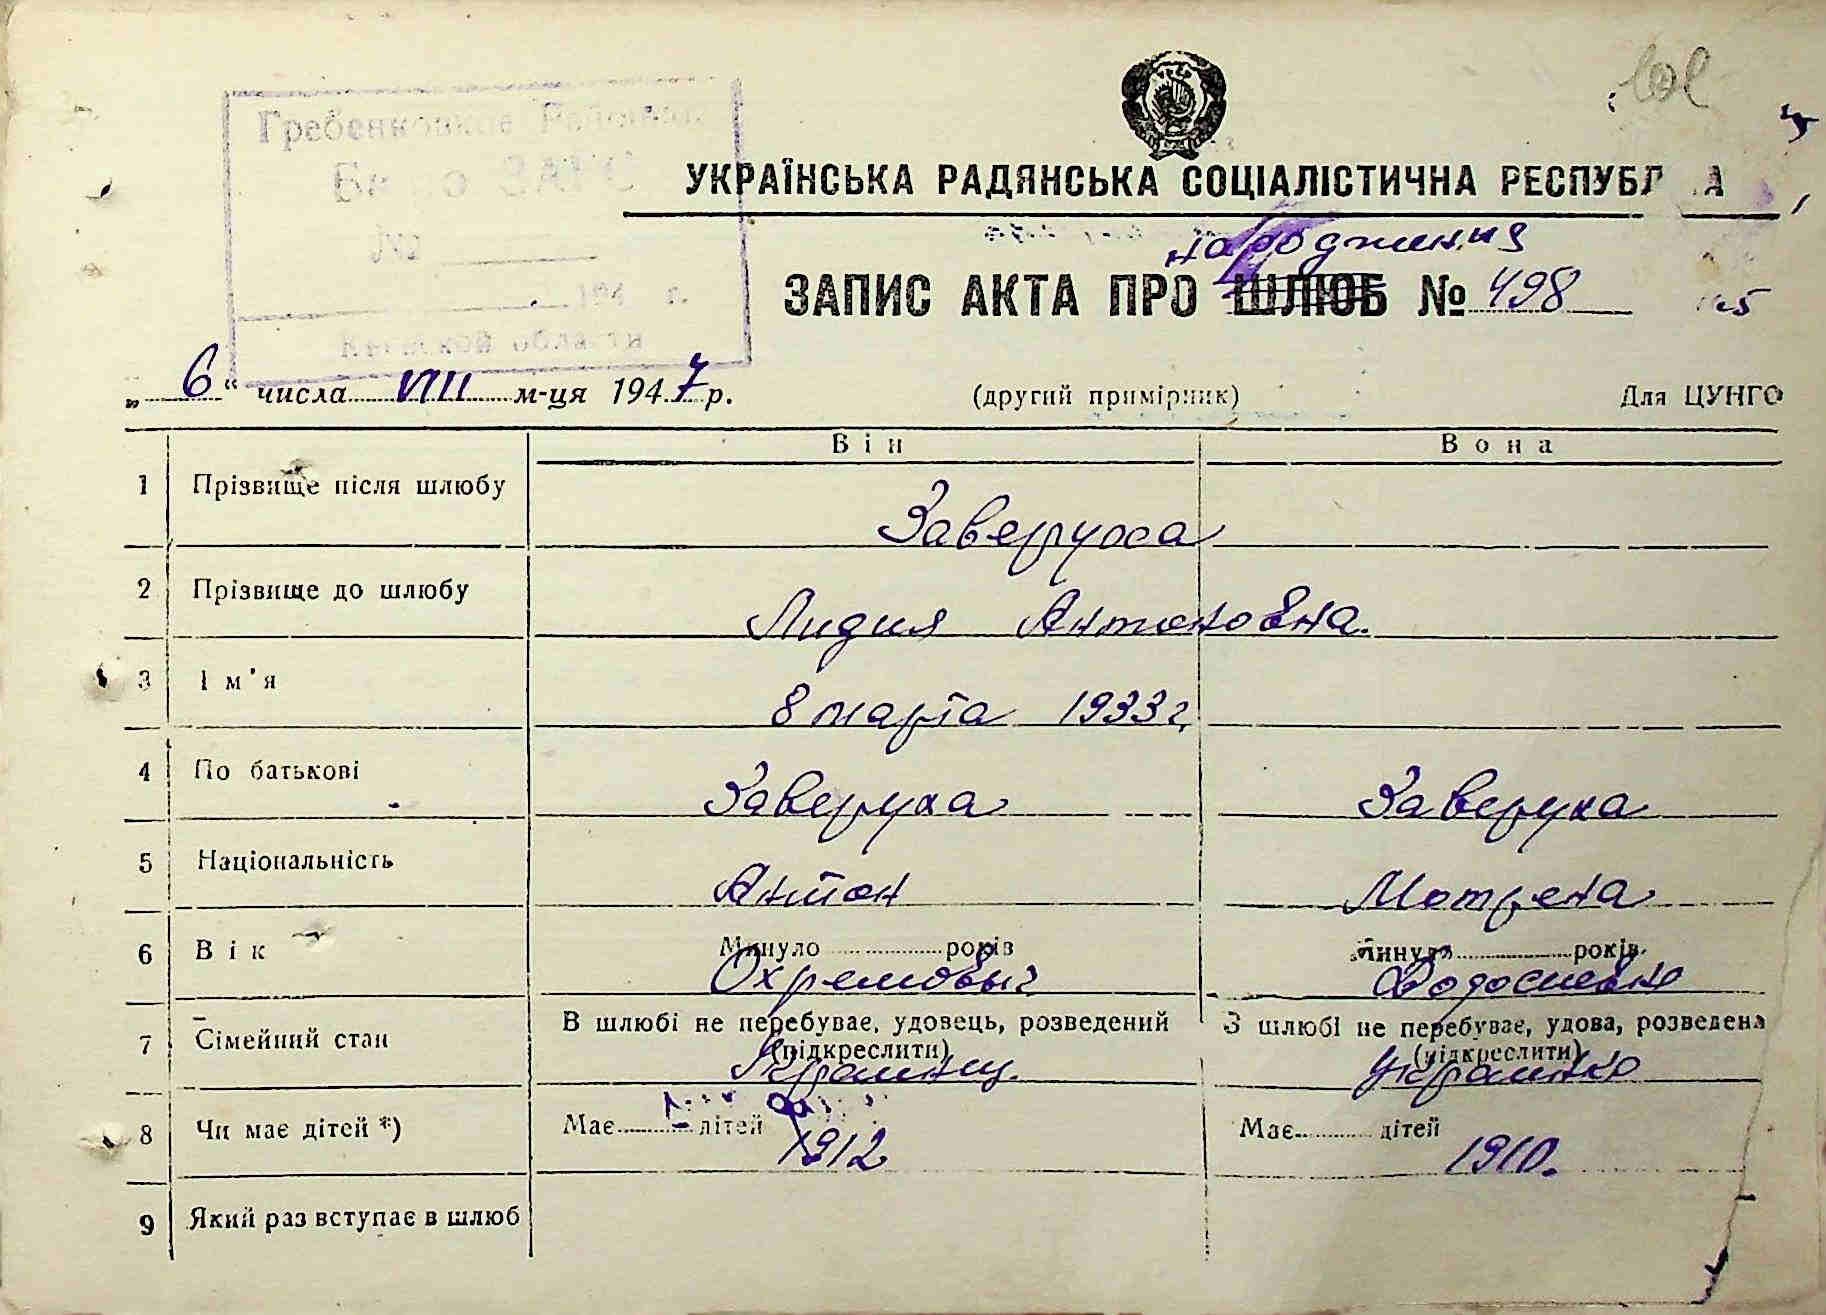 Гребенковское Районное
Бюро ЗАГС
№
194 г.
Киевской области
УКРАЇНСЬКА РАДЯНСЬКА СОЦІАЛІСТИЧНА РЕСПУБЛІКА
народження
ЗАПИС АКТА ПРО ШЛЮБ № 498
„ 6 “ числа VIII м-ця 1947 р. (другий примірник) Для ЦУНГО
Він Вона
1 Прізвище після шлюбу Заверуха
2 Прізвище до шлюбу Лидия Антоновна.
3 Ім'я 8 марта 1933 г.
4 По батькові Заверуха Заверуха
5 Національність Антон Мотрена
6 Вік Минуло років Минуло років
Охремович Федосиевна
7 Сімейний стан В шлюбі не перебуває, удовець, розведений В шлюбі не перебуває, удова, розведена
(підкреслити) (підкреслити)
Украинец. Украинка
8 Чи має дітей *) Має дітей Має дітей
1912 1910.
9 Який раз вступає в шлюб